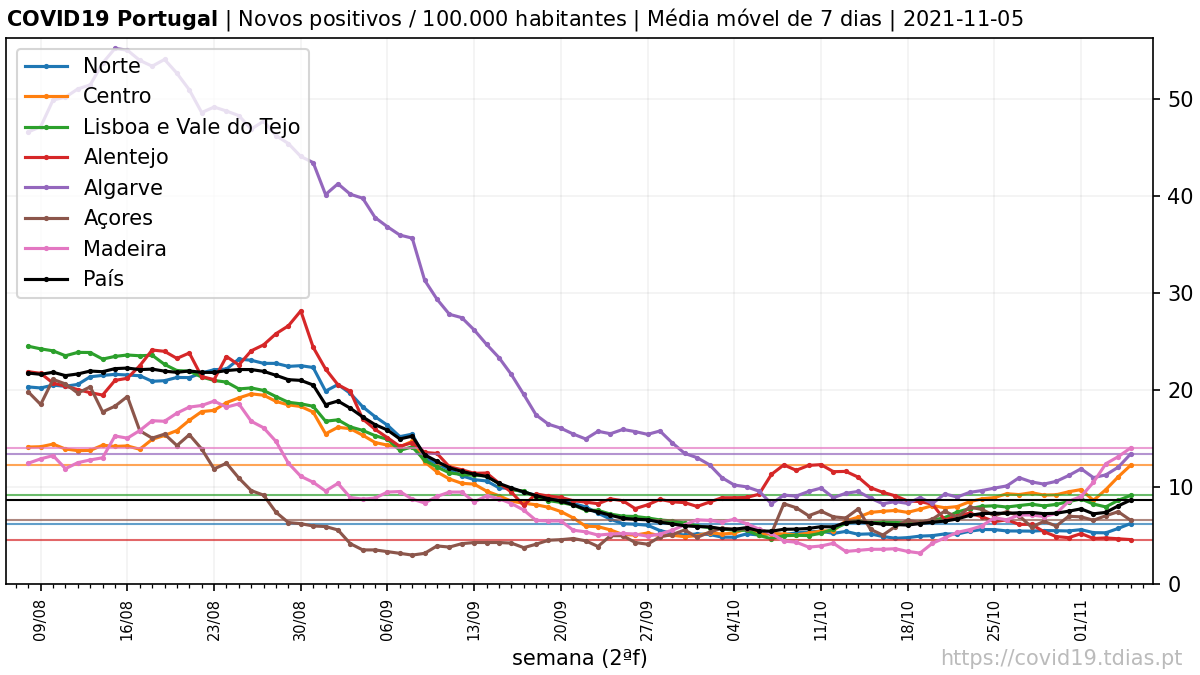 COVID19 Portugal | Novos positivos / 100.000 habitantes | Média móvel de 7 dias | 2021-11-05
Norte
Centro
Lisboa e Vale do Tejo
Alentejo
Algarve
Açores
Madeira
País
50
40
30
20
10
0
09/08
16/08
23/08
30/08
06/09
13/09
20/09
27/09
04/10
11/10
18/10
25/10
01/11
semana (2ªf)
https://covid19.tdias.pt